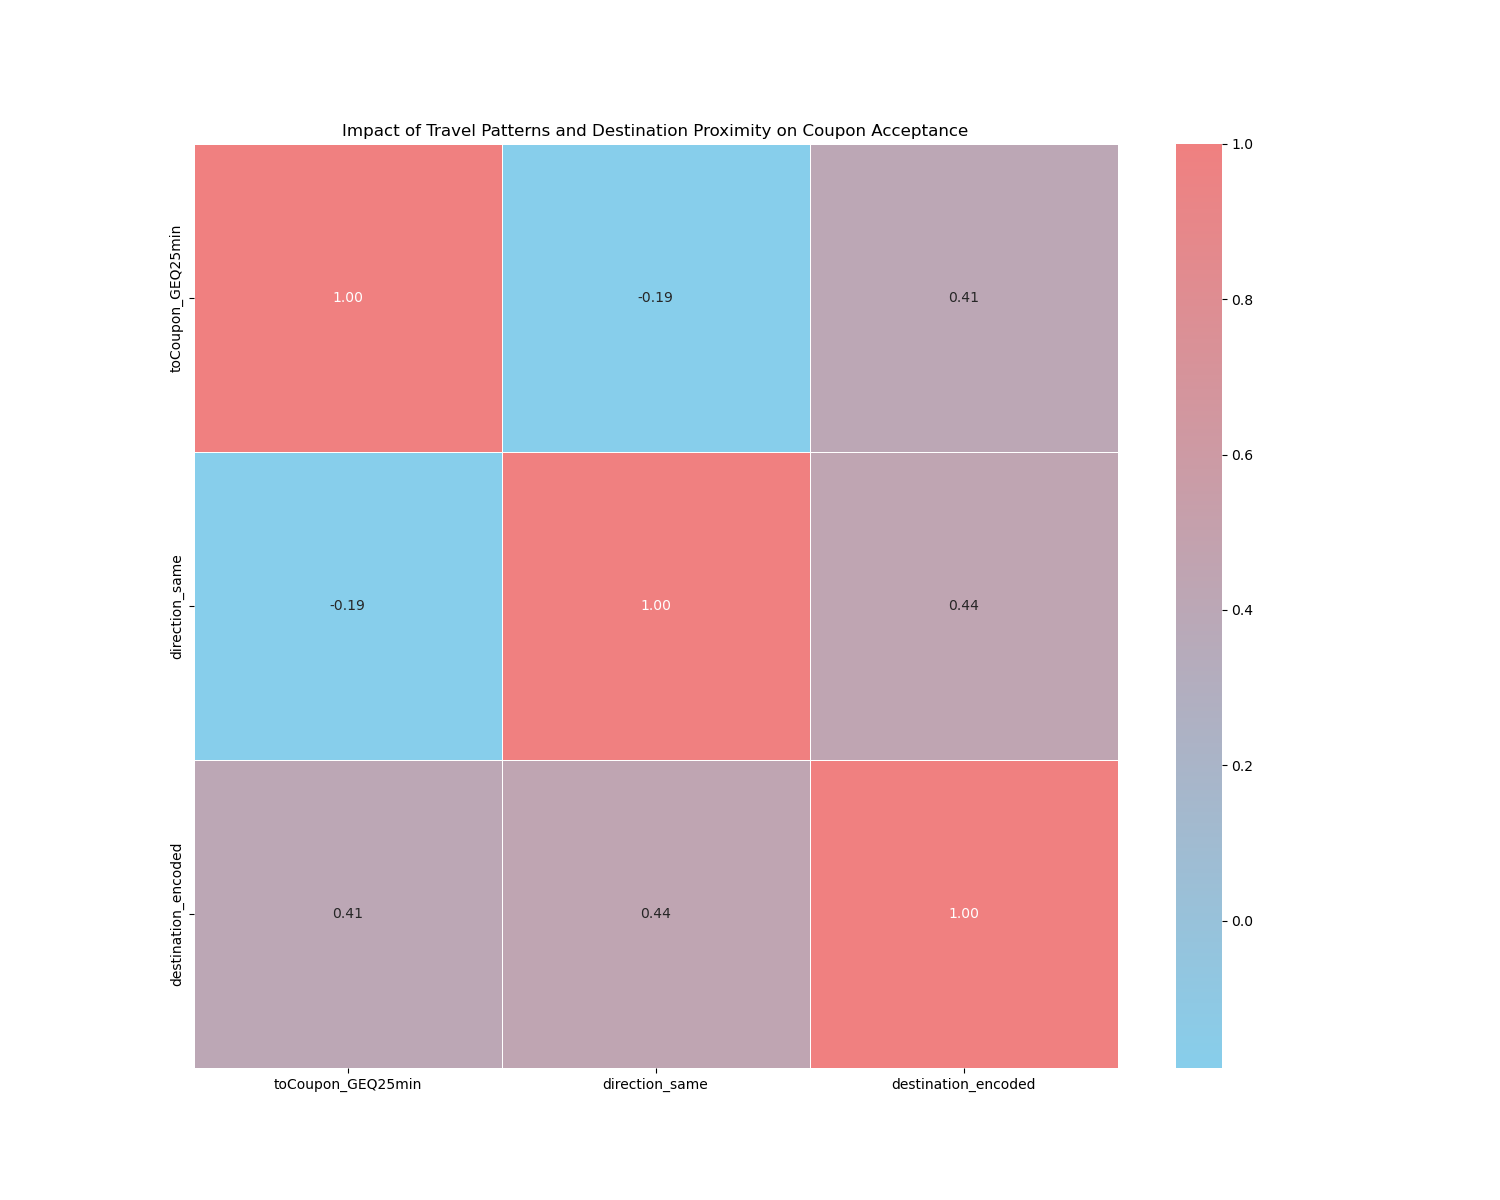 Impact of Travel Patterns and Destination Proximity on Coupon Acceptance
toCoupon_GEQ25min
1.00
-0.19
0.41
direction_same
-0.19
1.00
0.44
destination_encoded
0.41
0.44
1.00
toCoupon_GEQ25min
direction_same
destination_encoded
1.0
0.8
0.6
0.4
0.2
0.0